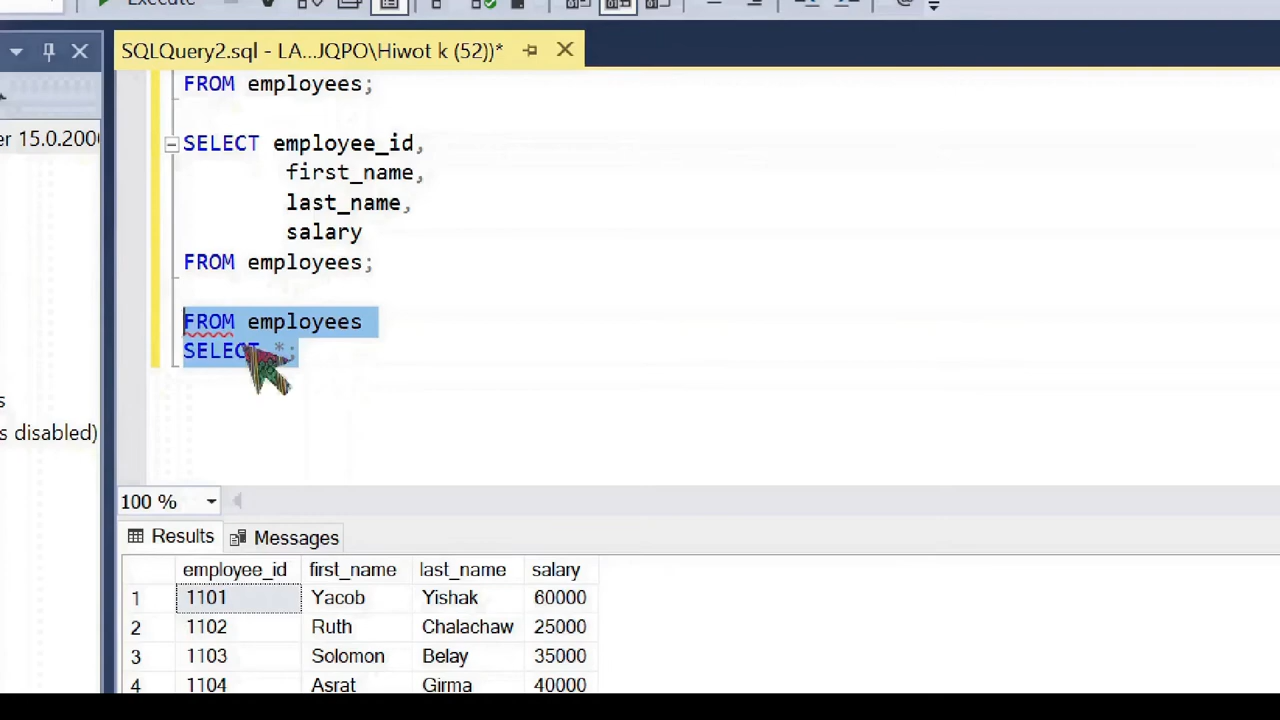 Execute
SQLQuery2.sql - LA...JQPO\Hiwot k (52))*
FROM employees;
er 15.0.200
SELECT employee_id,
first_name,
last_name,
salary
FROM employees;
FROM employees
SELECT *;
s
s disabled)
100 %
Results Messages
employee_id first_name last_name salary
1 1101 Yacob Yishak 60000
2 1102 Ruth Chalachaw 25000
3 1103 Solomon Belay 35000
4 1104 Asrat Girma 40000